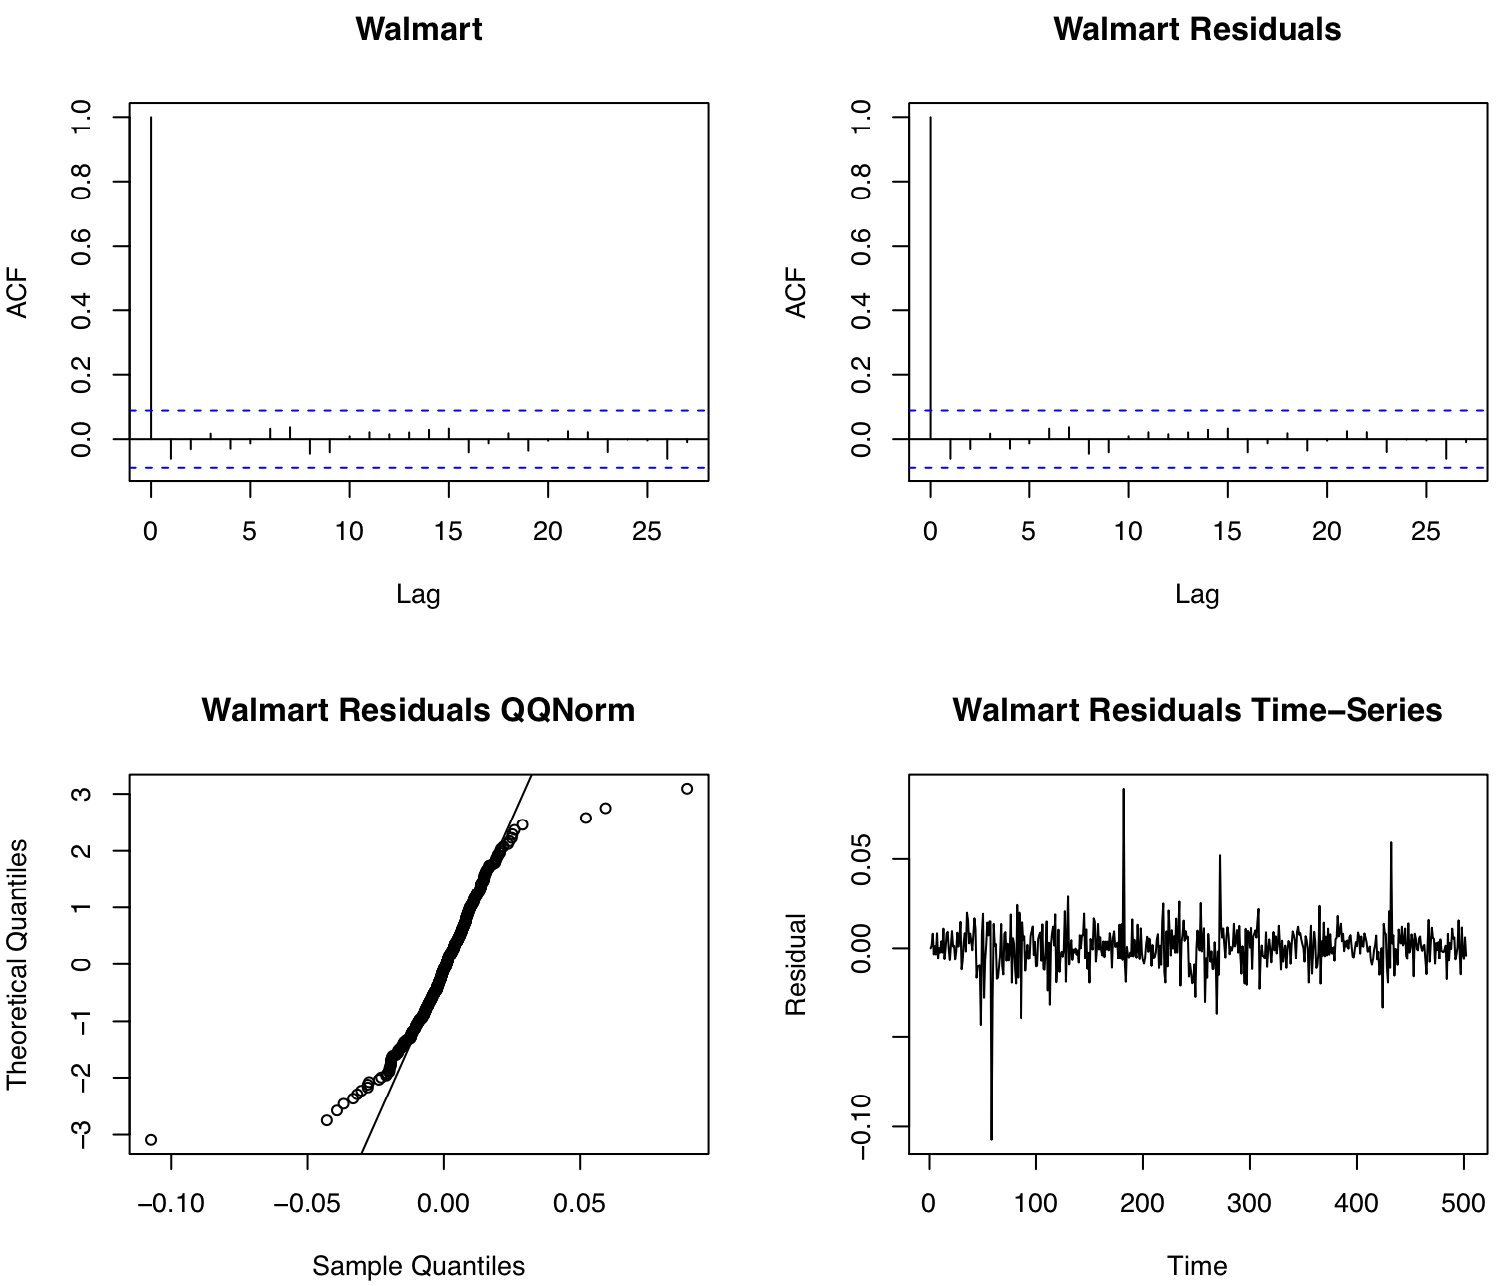 Walmart
ACF
1.0
0.8
0.6
0.4
0.2
0.0
0 5 10 15 20 25
Lag
Walmart Residuals
ACF
1.0
0.8
0.6
0.4
0.2
0.0
0 5 10 15 20 25
Lag
Walmart Residuals QQNorm
Theoretical Quantiles
3
2
1
0
−1
−2
−3
−0.10 −0.05 0.00 0.05
Sample Quantiles
Walmart Residuals Time−Series
Residual
0.05
0.00
−0.10
0 100 200 300 400 500
Time